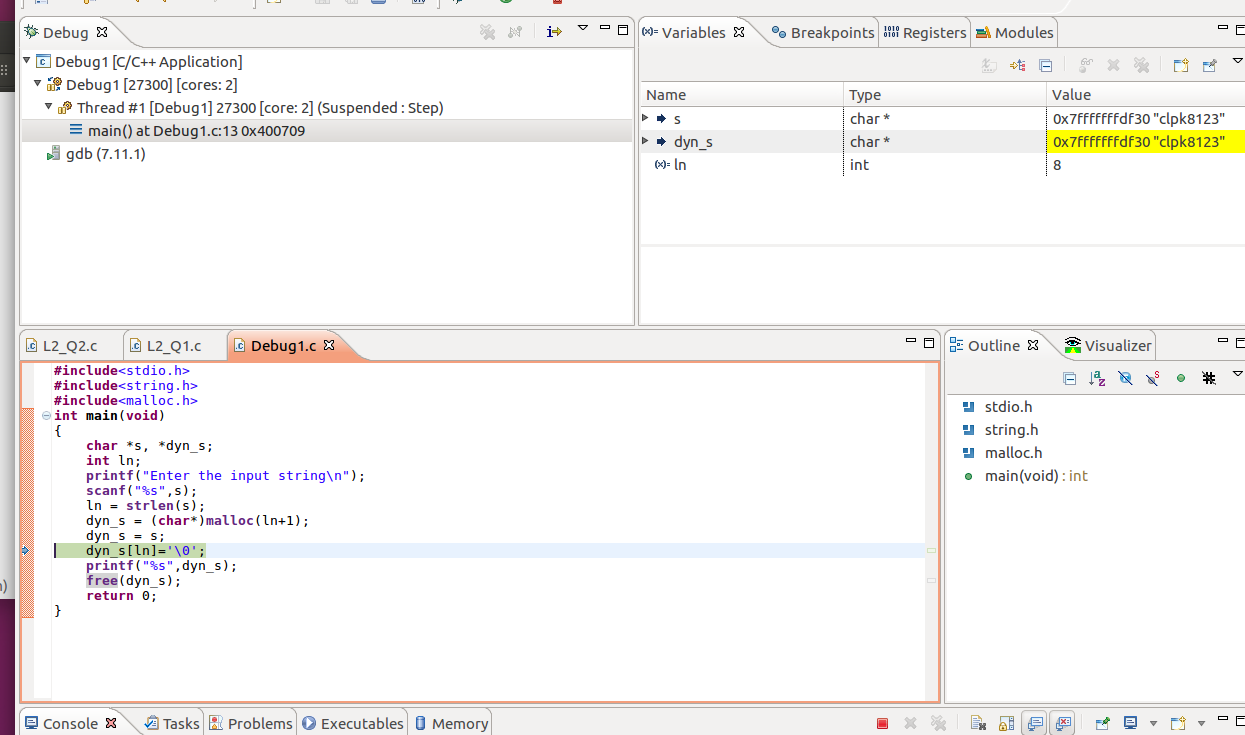 Debug
Debug1 [C/C++ Application]
Debug1 [27300] [cores: 2]
Thread #1 [Debug1] 27300 [core: 2] (Suspended : Step)
main() at Debug1.c:13 0x400709
gdb (7.11.1)
(x)= Variables Breakpoints Registers Modules
Name Type Value
s char * 0x7fffffffdf30 "clpk8123"
dyn_s char * 0x7fffffffdf30 "clpk8123"
(x)= ln int 8
L2_Q2.c L2_Q1.c Debug1.c
#include<stdio.h>
#include<string.h>
#include<malloc.h>
int main(void)
{
char *s, *dyn_s;
int ln;
printf("Enter the input string\n");
scanf("%s",s);
ln = strlen(s);
dyn_s = (char*)malloc(ln+1);
dyn_s = s;
dyn_s[ln]='\0';
printf("%s",dyn_s);
free(dyn_s);
return 0;
}
Outline Visualizer
stdio.h
string.h
malloc.h
main(void) : int
Console Tasks Problems Executables Memory